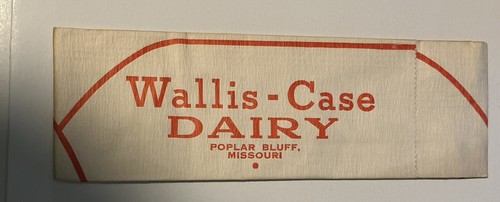 Wallis-Case
DAIRY
POPLAR BLUFF,
MISSOURI